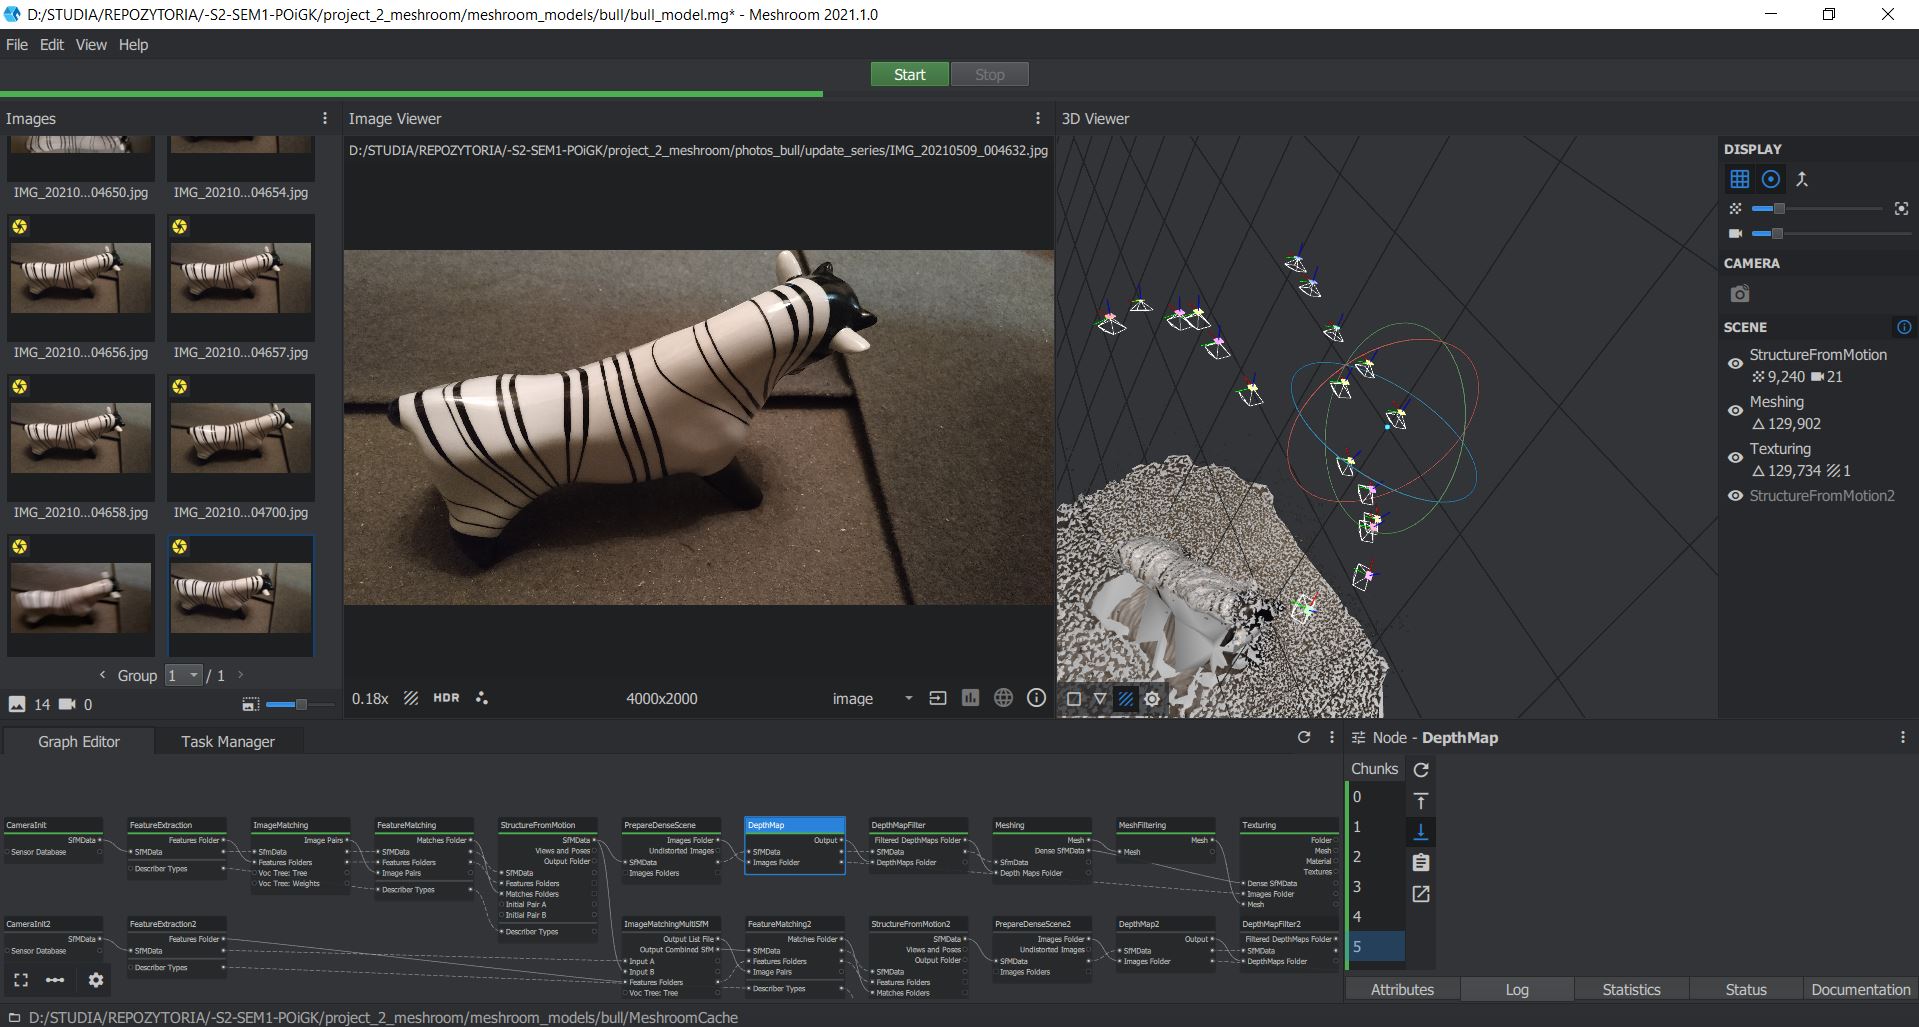 D:/STUDIA/REPOZYTORIA/-S2-SEM1-POiGK/project_2_meshroom/meshroom_models/bull/bull_model.mg* - Meshroom 2021.1.0
File Edit View Help
Start Stop
Images
IMG_20210...04650.jpg IMG_20210...04654.jpg
IMG_20210...04656.jpg IMG_20210...04657.jpg
IMG_20210...04658.jpg IMG_20210...04700.jpg
Group 1 / 1
14 0
Image Viewer
D:/STUDIA/REPOZYTORIA/-S2-SEM1-POiGK/project_2_meshroom/photos_bull/update_series/IMG_20210509_004632.jpg
0.18x HDR 4000x2000 image
3D Viewer
DISPLAY
CAMERA
SCENE
StructureFromMotion
9,240 21
Meshing
129,902
Texturing
129,734 1
StructureFromMotion2
Graph Editor Task Manager
CameraInit
SfMData
Sensor Database
FeatureExtraction
Features Folder
SfMData
Describer Types
ImageMatching
Image Pairs
SfMData
Features Folders
Voc Tree: Tree
Voc Tree: Weights
FeatureMatching
Matches Folder
SfMData
Features Folders
Image Pairs
Describer Types
StructureFromMotion
SfMData
Views and Poses
Output Folder
SfMData
Features Folders
Matches Folders
Initial Pair A
Initial Pair B
Describer Types
PrepareDenseScene
Images Folder
Undistorted Images
SfMData
Images Folders
DepthMap
Output
SfMData
Images Folder
DepthMapFilter
Filtered DepthMaps Folder
SfMData
DepthMaps Folder
Meshing
Mesh
Dense SfMData
SfmData
Depth Maps Folder
MeshFiltering
Mesh
Mesh
Texturing
Folder
Mesh
Material
Textures
Dense SfMData
Images Folder
Mesh
CameraInit2
SfMData
Sensor Database
FeatureExtraction2
Features Folder
SfMData
Describer Types
ImageMatchingMultiSfM
Output List File
Output Combined SfM
Input A
Input B
Features Folders
Voc Tree: Tree
FeatureMatching2
Matches Folder
SfMData
Features Folders
Image Pairs
Describer Types
StructureFromMotion2
SfMData
Views and Poses
Output Folder
SfMData
Features Folders
Matches Folders
PrepareDenseScene2
Images Folder
Undistorted Images
SfMData
Images Folders
DepthMap2
Output
SfMData
Images Folder
DepthMapFilter2
Filtered DepthMaps Folder
SfMData
DepthMaps Folder
Node - DepthMap
Chunks
0
1
2
3
4
5
Attributes Log Statistics Status Documentation
D:/STUDIA/REPOZYTORIA/-S2-SEM1-POiGK/project_2_meshroom/meshroom_models/bull/MeshroomCache